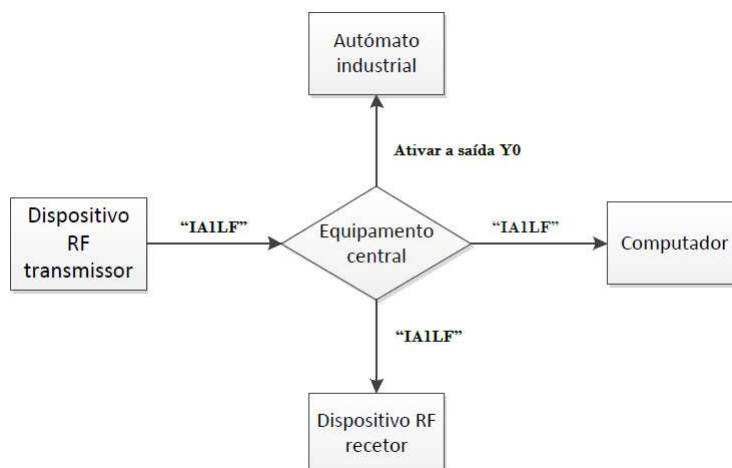 Autómato
industrial
Ativar a saída Y0
Dispositivo
RF
transmissor
“IA1LF”
Equipamento
central
“IA1LF”
Computador
“IA1LF”
Dispositivo RF
recetor